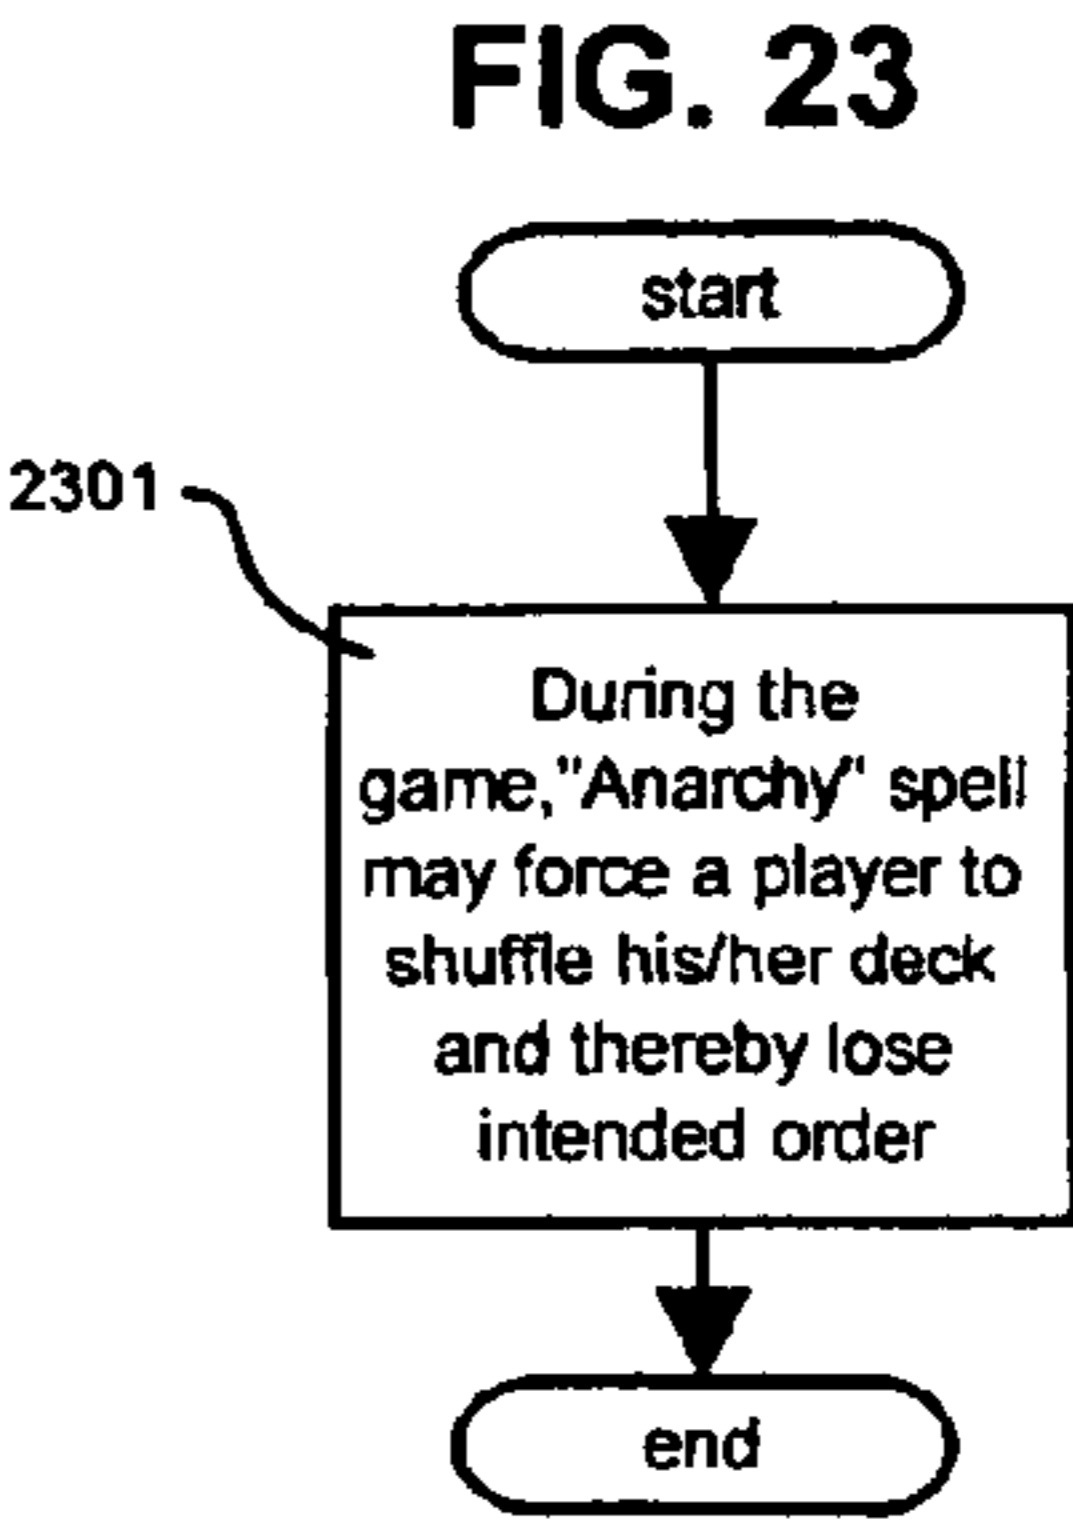 FIG. 23
start
2301
During the
game,"Anarchy" spell
may force a player to
shuffle his/her deck
and thereby lose
intended order
end